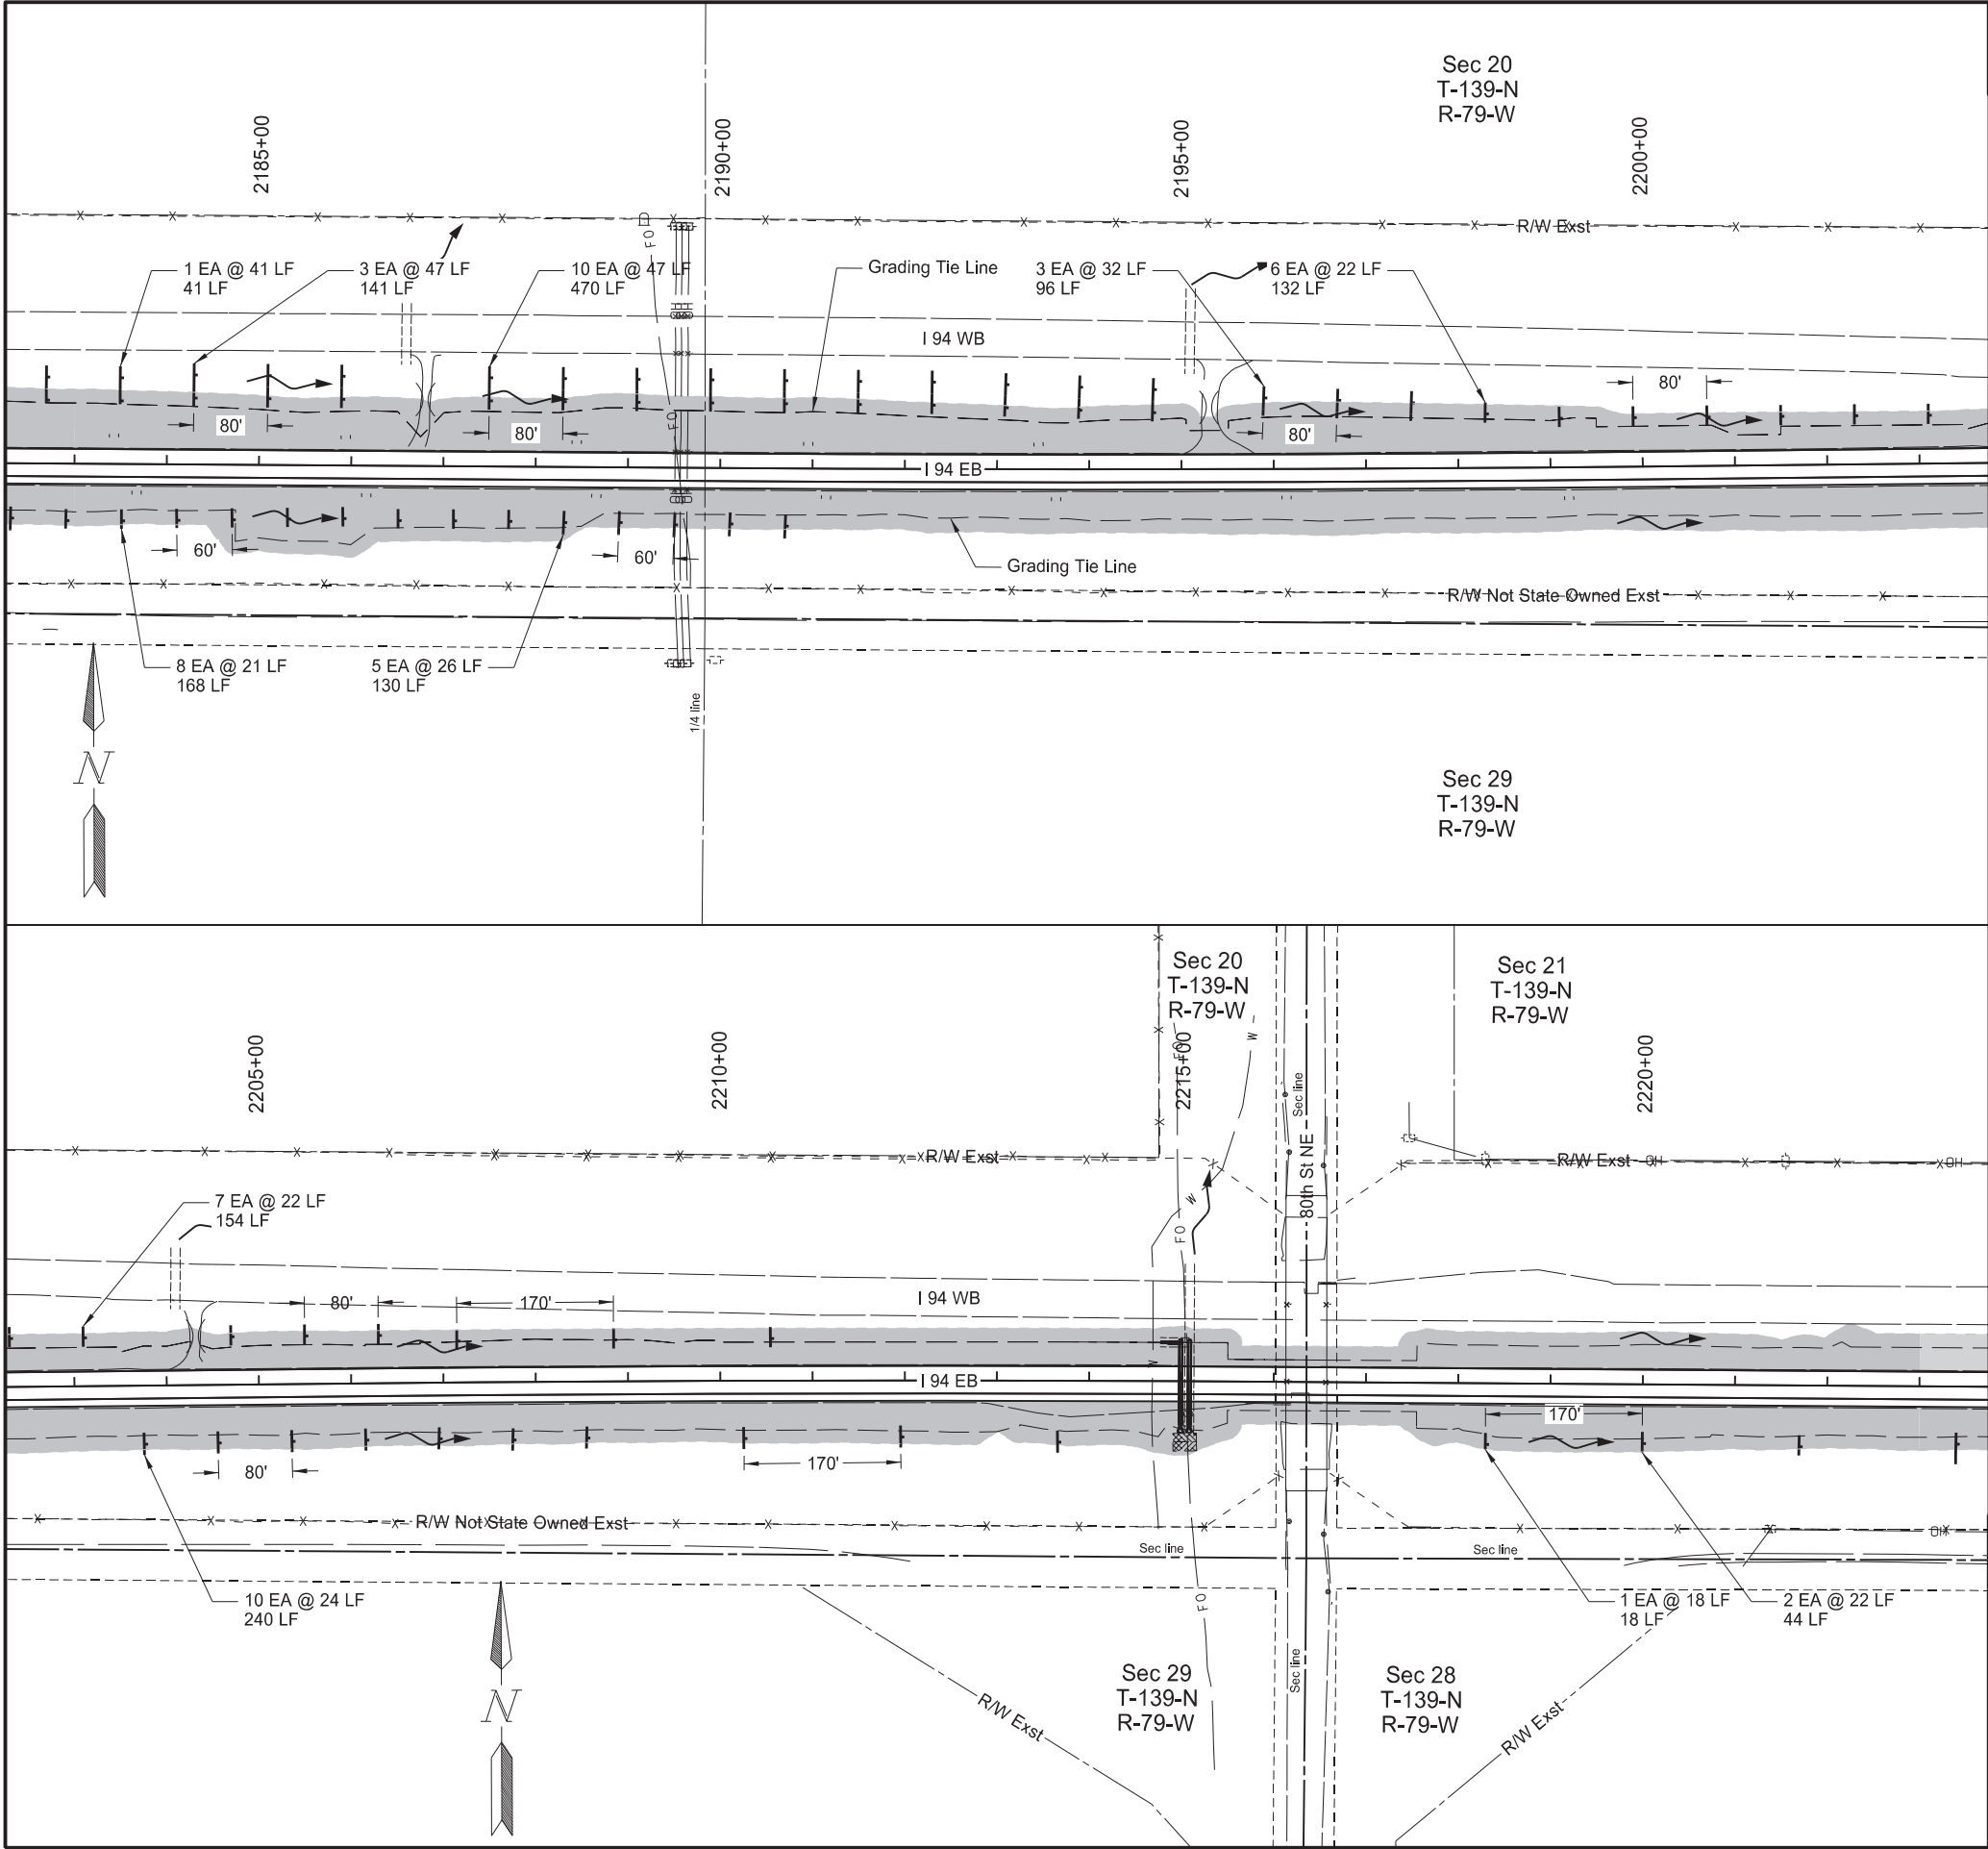 Sec 20
T-139-N
R-79-W
2185+00
2190+00
2195+00
2200+00
R/W Exst
FO
1 EA @ 41 LF
41 LF
3 EA @ 47 LF
141 LF
10 EA @ 47 LF
470 LF
Grading Tie Line
3 EA @ 32 LF
96 LF
6 EA @ 22 LF
132 LF
I 94 WB
80'
80'
80'
80'
FO
I 94 EB
60'
60'
Grading Tie Line
R/W Not State Owned Exst
8 EA @ 21 LF
168 LF
5 EA @ 26 LF
130 LF
1/4 line
N
Sec 29
T-139-N
R-79-W
Sec 20
T-139-N
R-79-W
Sec 21
T-139-N
R-79-W
2205+00
2210+00
2215+00
2220+00
FO
W
Sec line
80th St NE
R/W Exst
R/W Exst
OH
OH
7 EA @ 22 LF
154 LF
W
FO
I 94 WB
80'
170'
W
I 94 EB
170'
80'
170'
R/W Not State Owned Exst
OH
Sec line
Sec line
10 EA @ 24 LF
240 LF
FO
1 EA @ 18 LF
18 LF
2 EA @ 22 LF
44 LF
N
R/W Exst
Sec 29
T-139-N
R-79-W
Sec line
Sec 28
T-139-N
R-79-W
R/W Exst